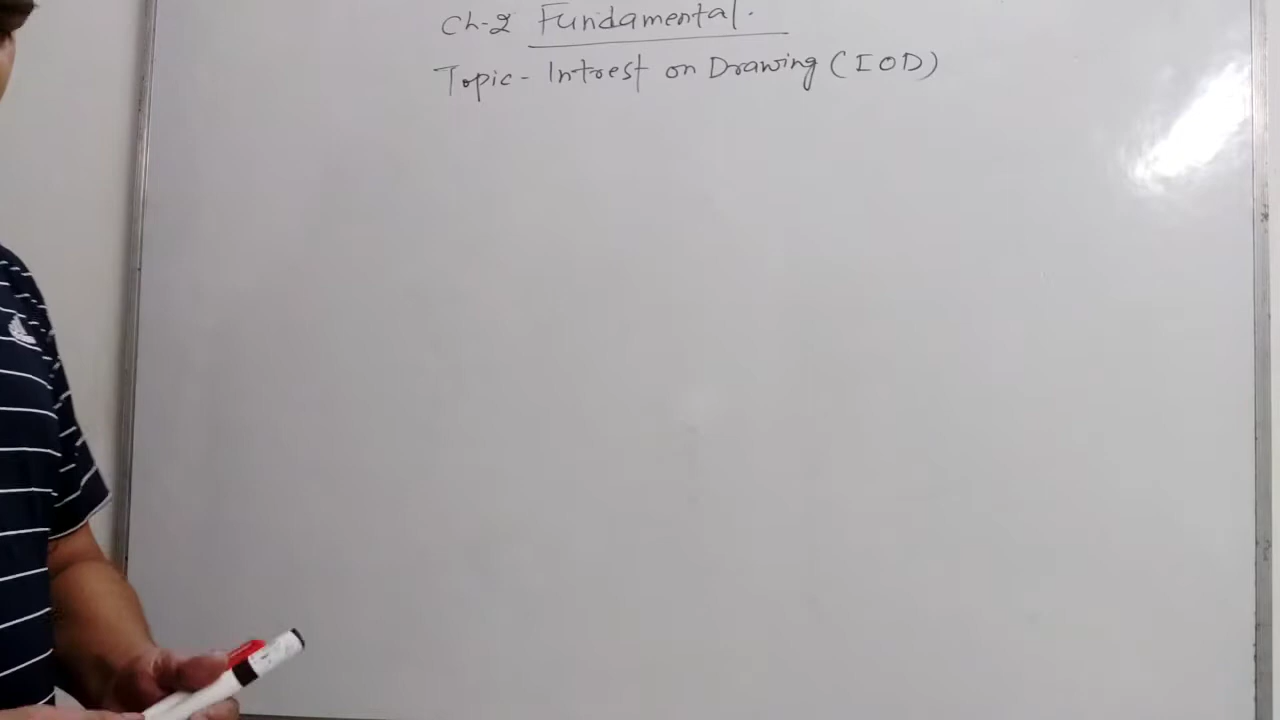 Ch-2 Fundamental.
Topic - Intrest on Drawing (IOD)